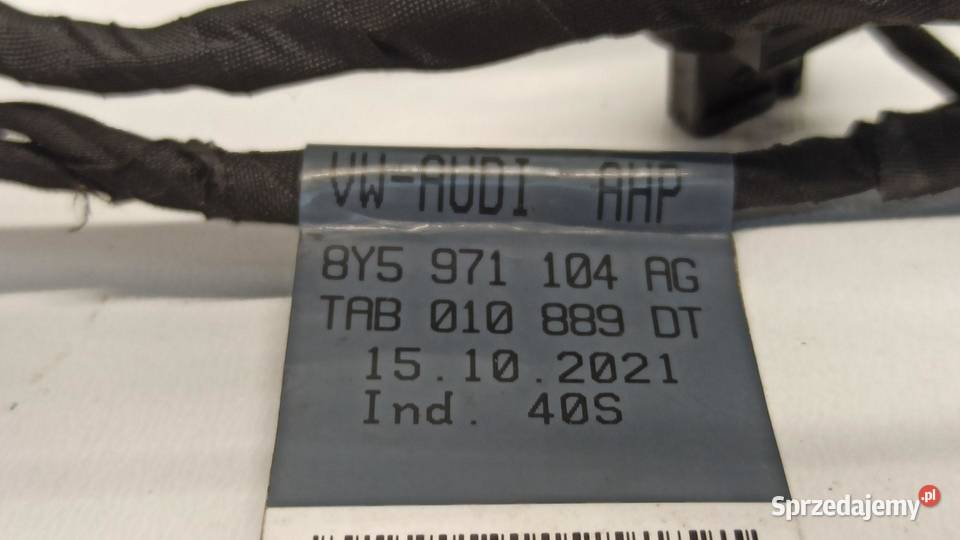 VW-AUDI AHP
8Y5 971 104 AG
TAB 010 889 DT
15.10.2021
Ind. 40S
Sprzedajemy.pl